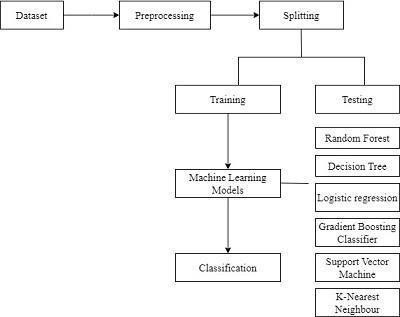 Dataset
Preprocessing
Splitting
Training
Testing
Random Forest
Decision Tree
Machine Learning
Models
Logistic regression
Gradient Boosting
Classifier
Classification
Support Vector
Machine
K-Nearest
Neighbour